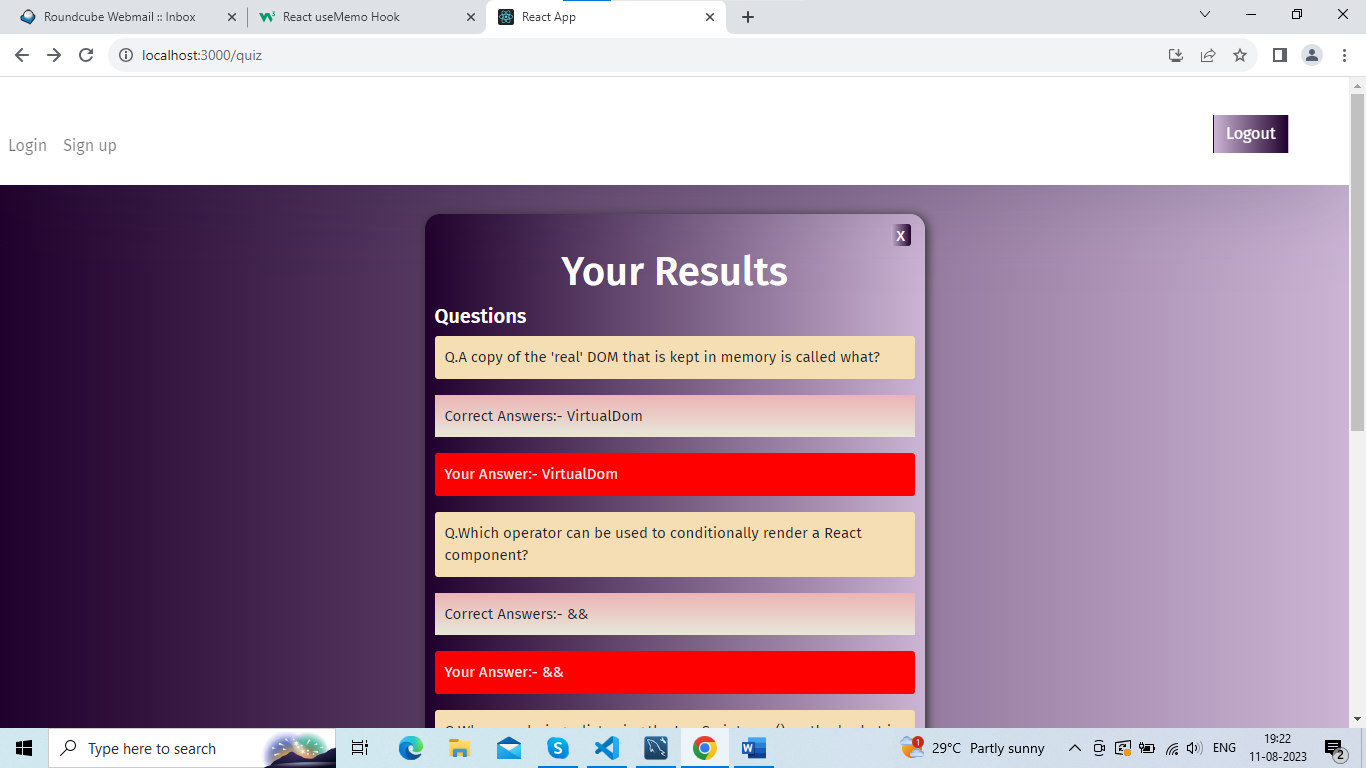 Roundcube Webmail :: Inbox
React useMemo Hook
React App
localhost:3000/quiz
Login Sign up
Logout
X
Your Results
Questions
Q.A copy of the 'real' DOM that is kept in memory is called what?
Correct Answers:- VirtualDom
Your Answer:- VirtualDom
Q.Which operator can be used to conditionally render a React
component?
Correct Answers:- &&
Your Answer:- &&
Type here to search
1
29°C Partly sunny
ENG
19:22
11-08-2023
2